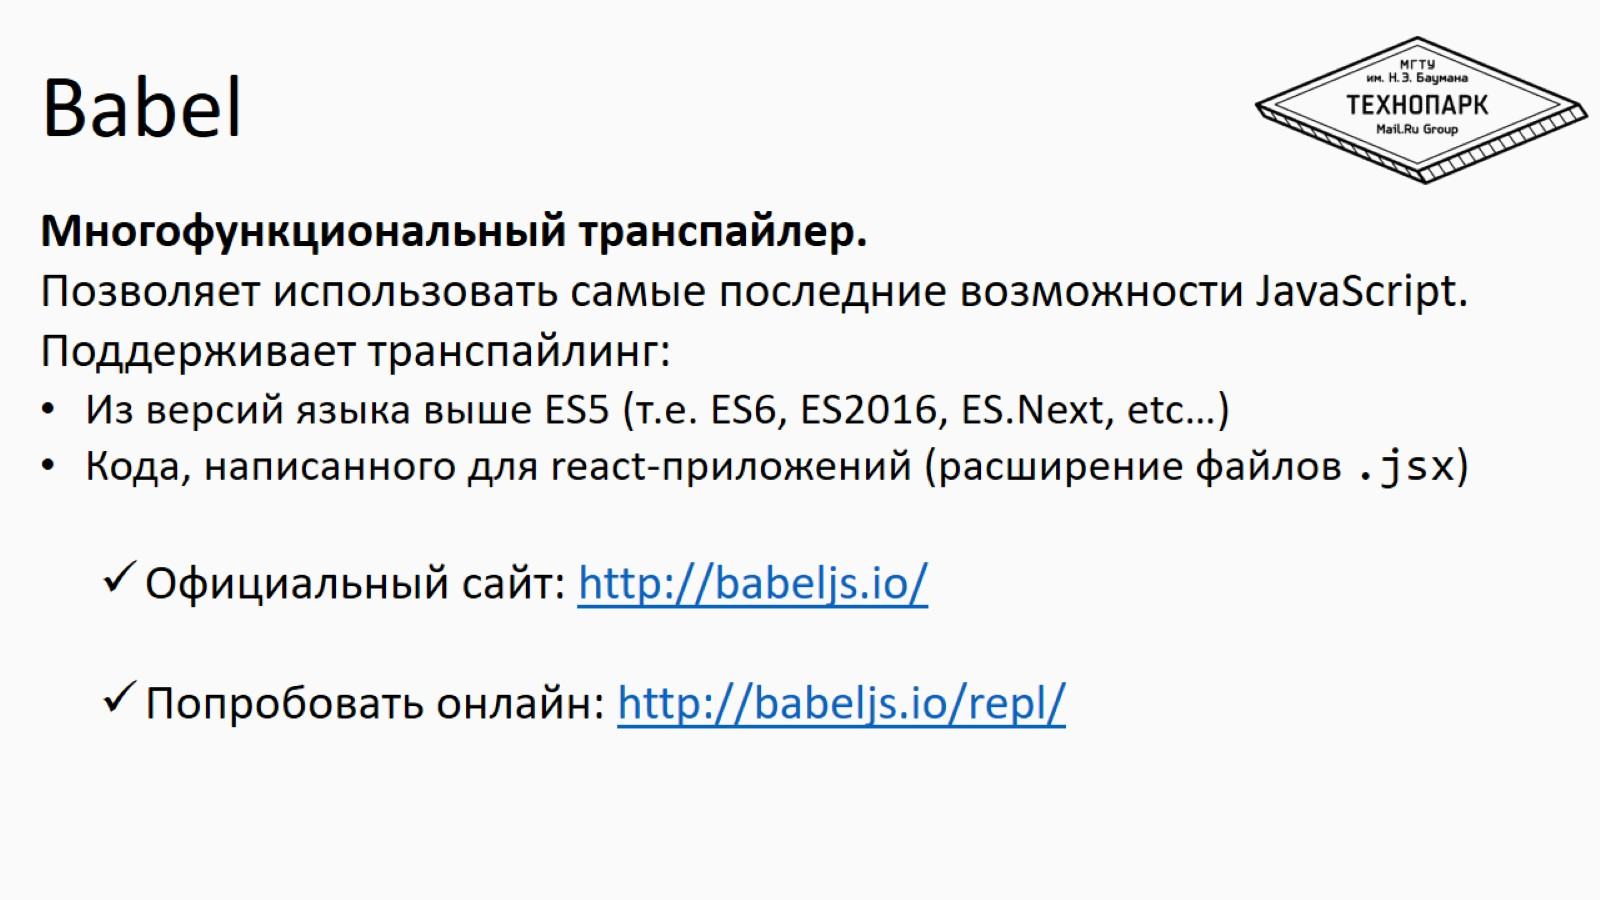 Babel
МГТУ
им. Н.Э. Баумана
ТЕХНОПАРК
Mail.Ru Group
Многофункциональный транспайлер.
Позволяет использовать самые последние возможности JavaScript.
Поддерживает транспайлинг:
• Из версий языка выше ES5 (т.е. ES6, ES2016, ES.Next, etc…)
• Кода, написанного для react-приложений (расширение файлов .jsx)
✓ Официальный сайт: http://babeljs.io/
✓ Попробовать онлайн: http://babeljs.io/repl/